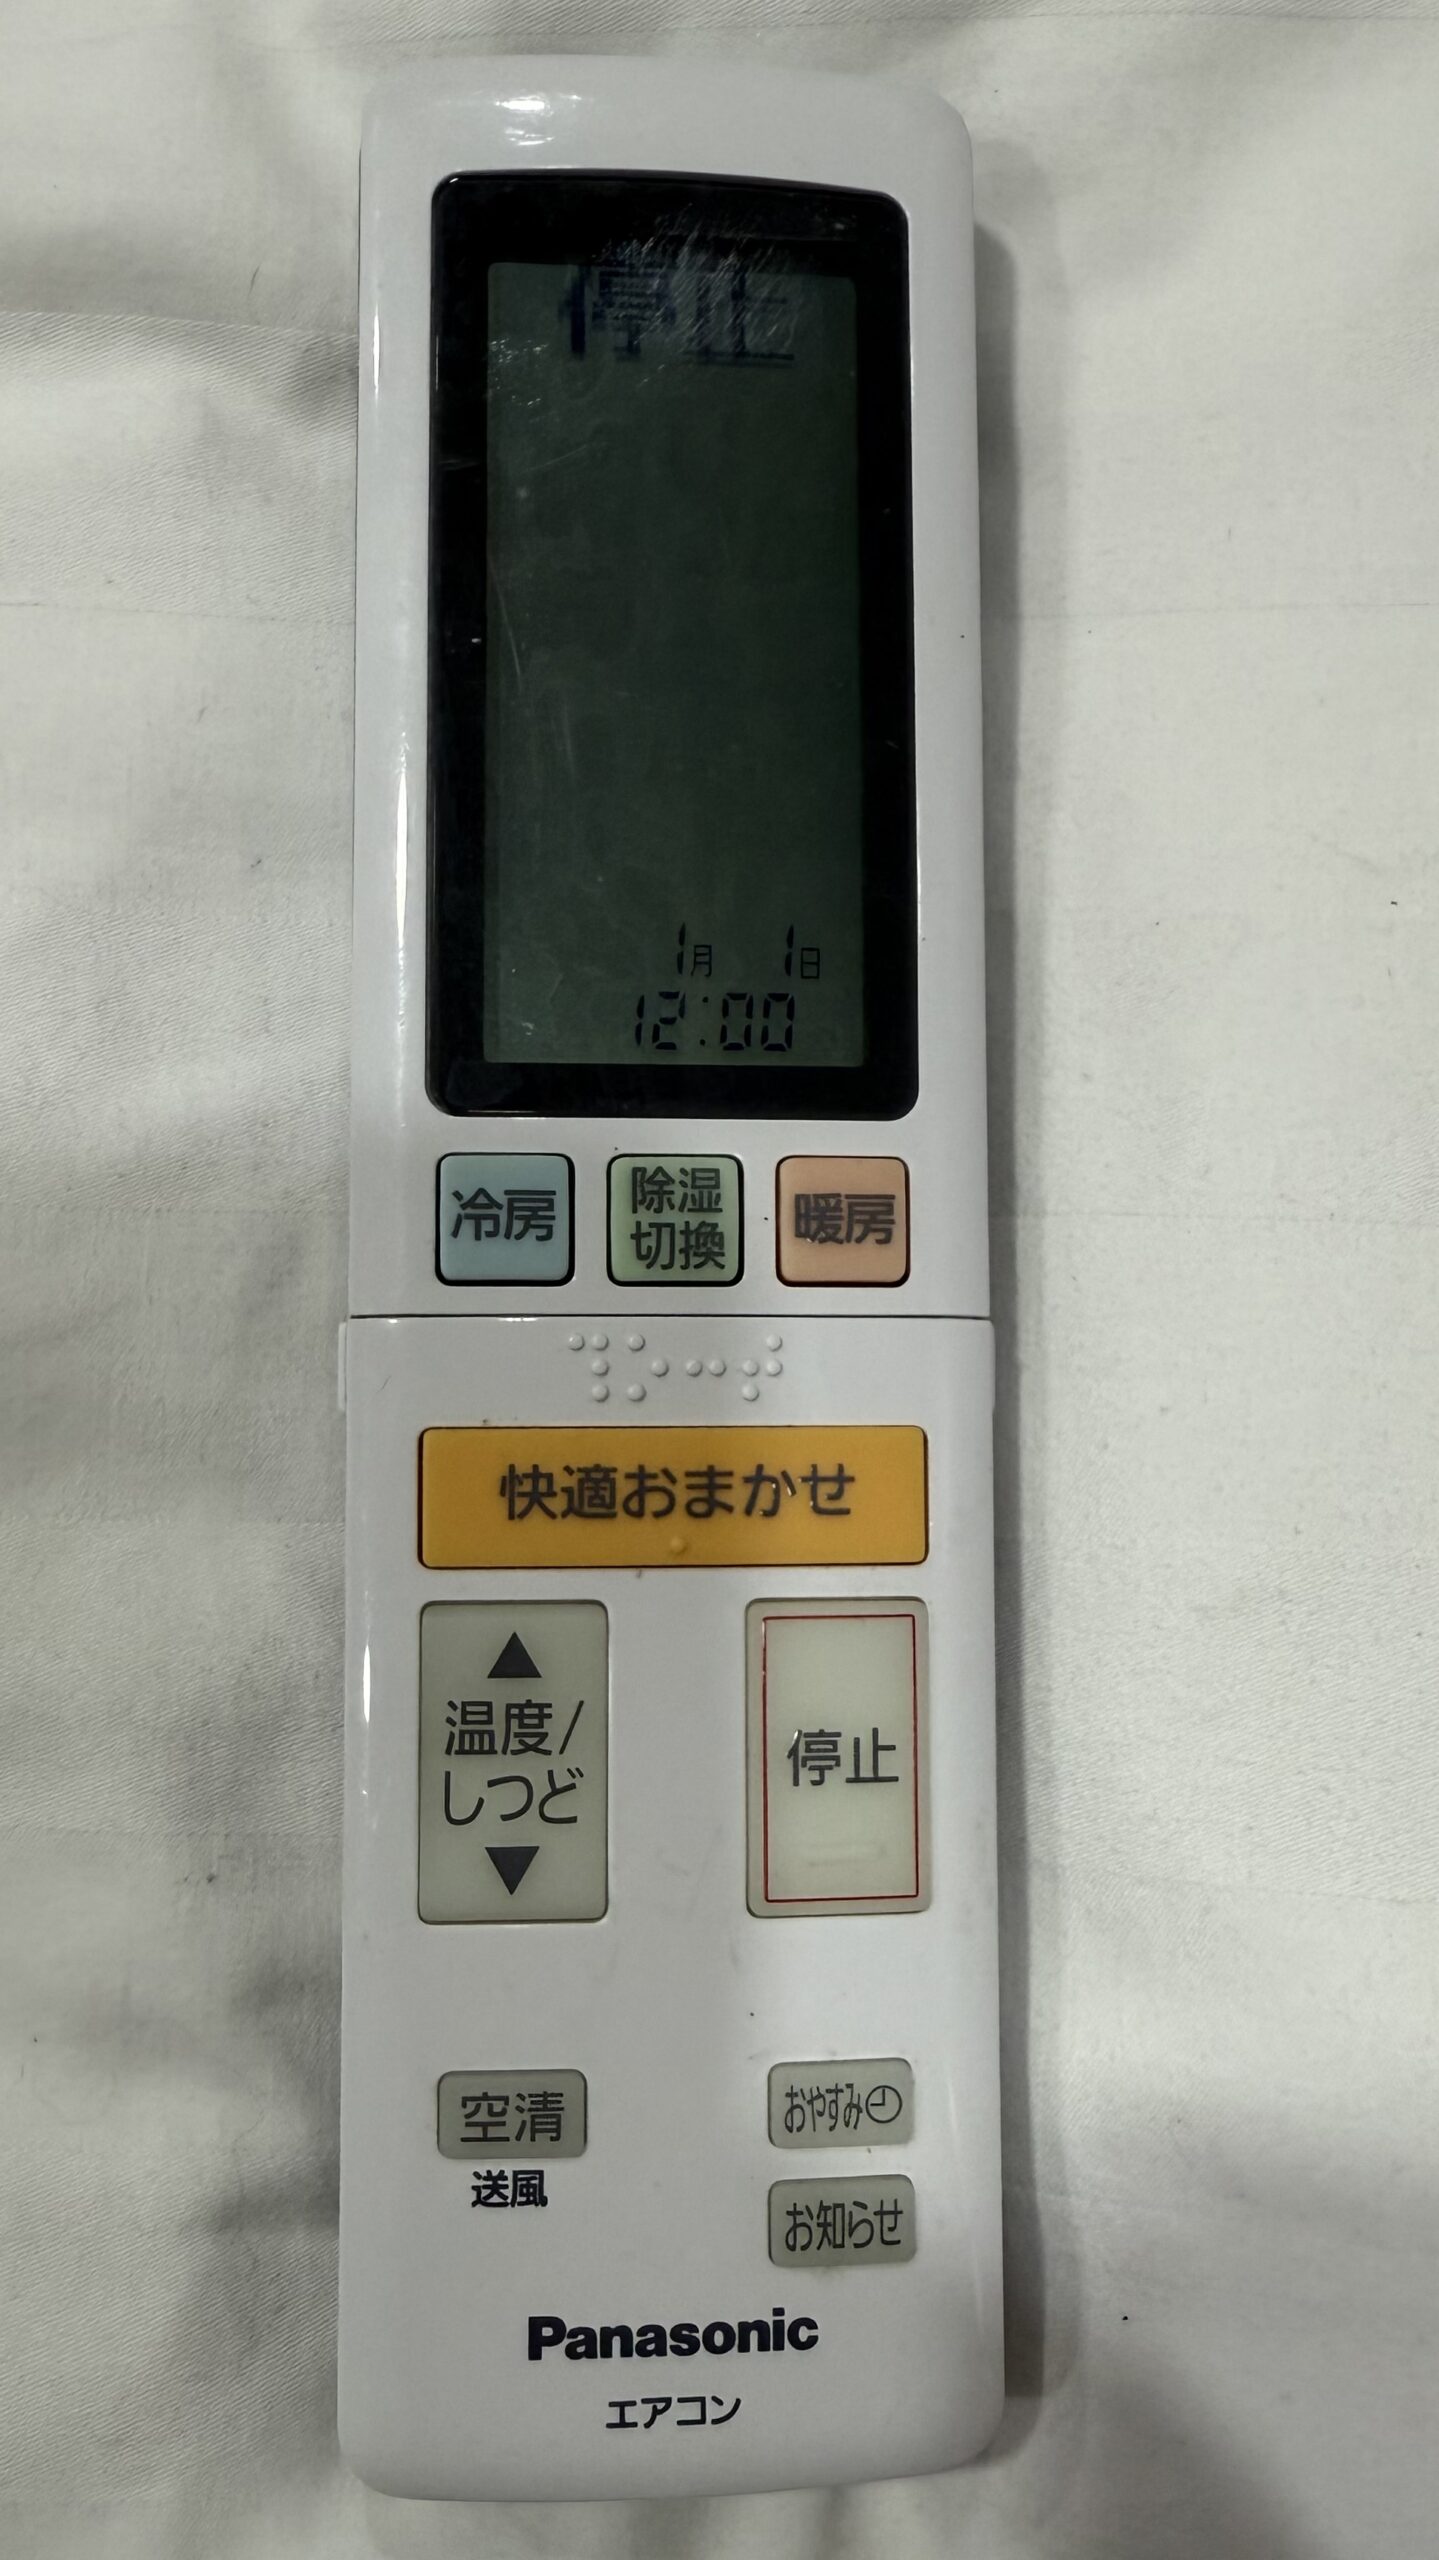 停止
1月 1日
12:00
冷房
除湿
切換
暖房
快適おまかせ
▲
温度/
しつど
▼
停止
空清
送風
おやすみ
お知らせ
Panasonic
エアコン